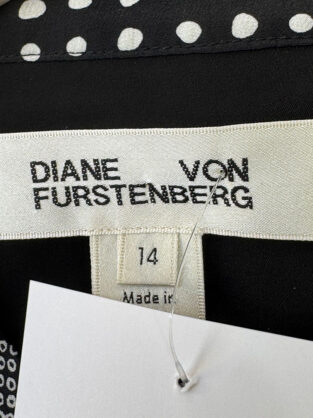 DIANE VON
FURSTENBERG
14
Made in